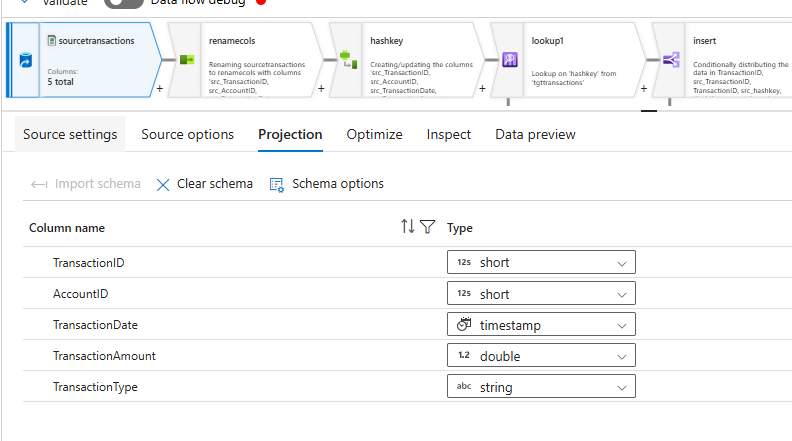 Validate Data flow debug
sourcetransactions
Columns:
5 total
+
renamecols
Renaming sourcetransactions
to renamecols with columns
'src_TransactionID,
src_AccountID,
+
hashkey
Creating/updating the columns
'src_TransactionID,
src_AccountID,
src_TransactionDate,
+
lookup1
Lookup on 'hashkey' from
'tgttransactions'
+
insert
Conditionally distributing the
data in TransactionID,
src_TransactionID,
TransactionID, src_hashkey,
Source settings Source options Projection Optimize Inspect Data preview
Import schema Clear schema Schema options
Column name Type
TransactionID 12s short
AccountID 12s short
TransactionDate timestamp
TransactionAmount 1.2 double
TransactionType abc string